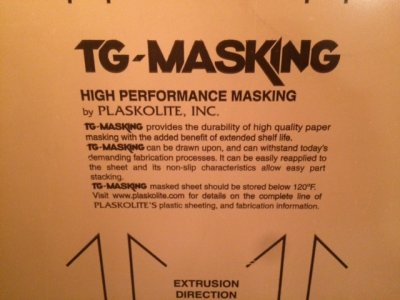 TG-MASKING
HIGH PERFORMANCE MASKING
by PLASKOLITE, INC.
TG-MASKING provides the durability of high quality paper
masking with the added benefit of extended shelf life.
TG-MASKING can be drawn upon, and can withstand today's
demanding fabrication processes. It can be easily reapplied to
the sheet and its non-slip characteristics allow easy part
stacking.
TG-MASKING masked sheet should be stored below 120°F.
Visit www.plaskolite.com for details on the complete line of
PLASKOLITE'S plastic sheeting, and fabrication information.
EXTRUSION
DIRECTION